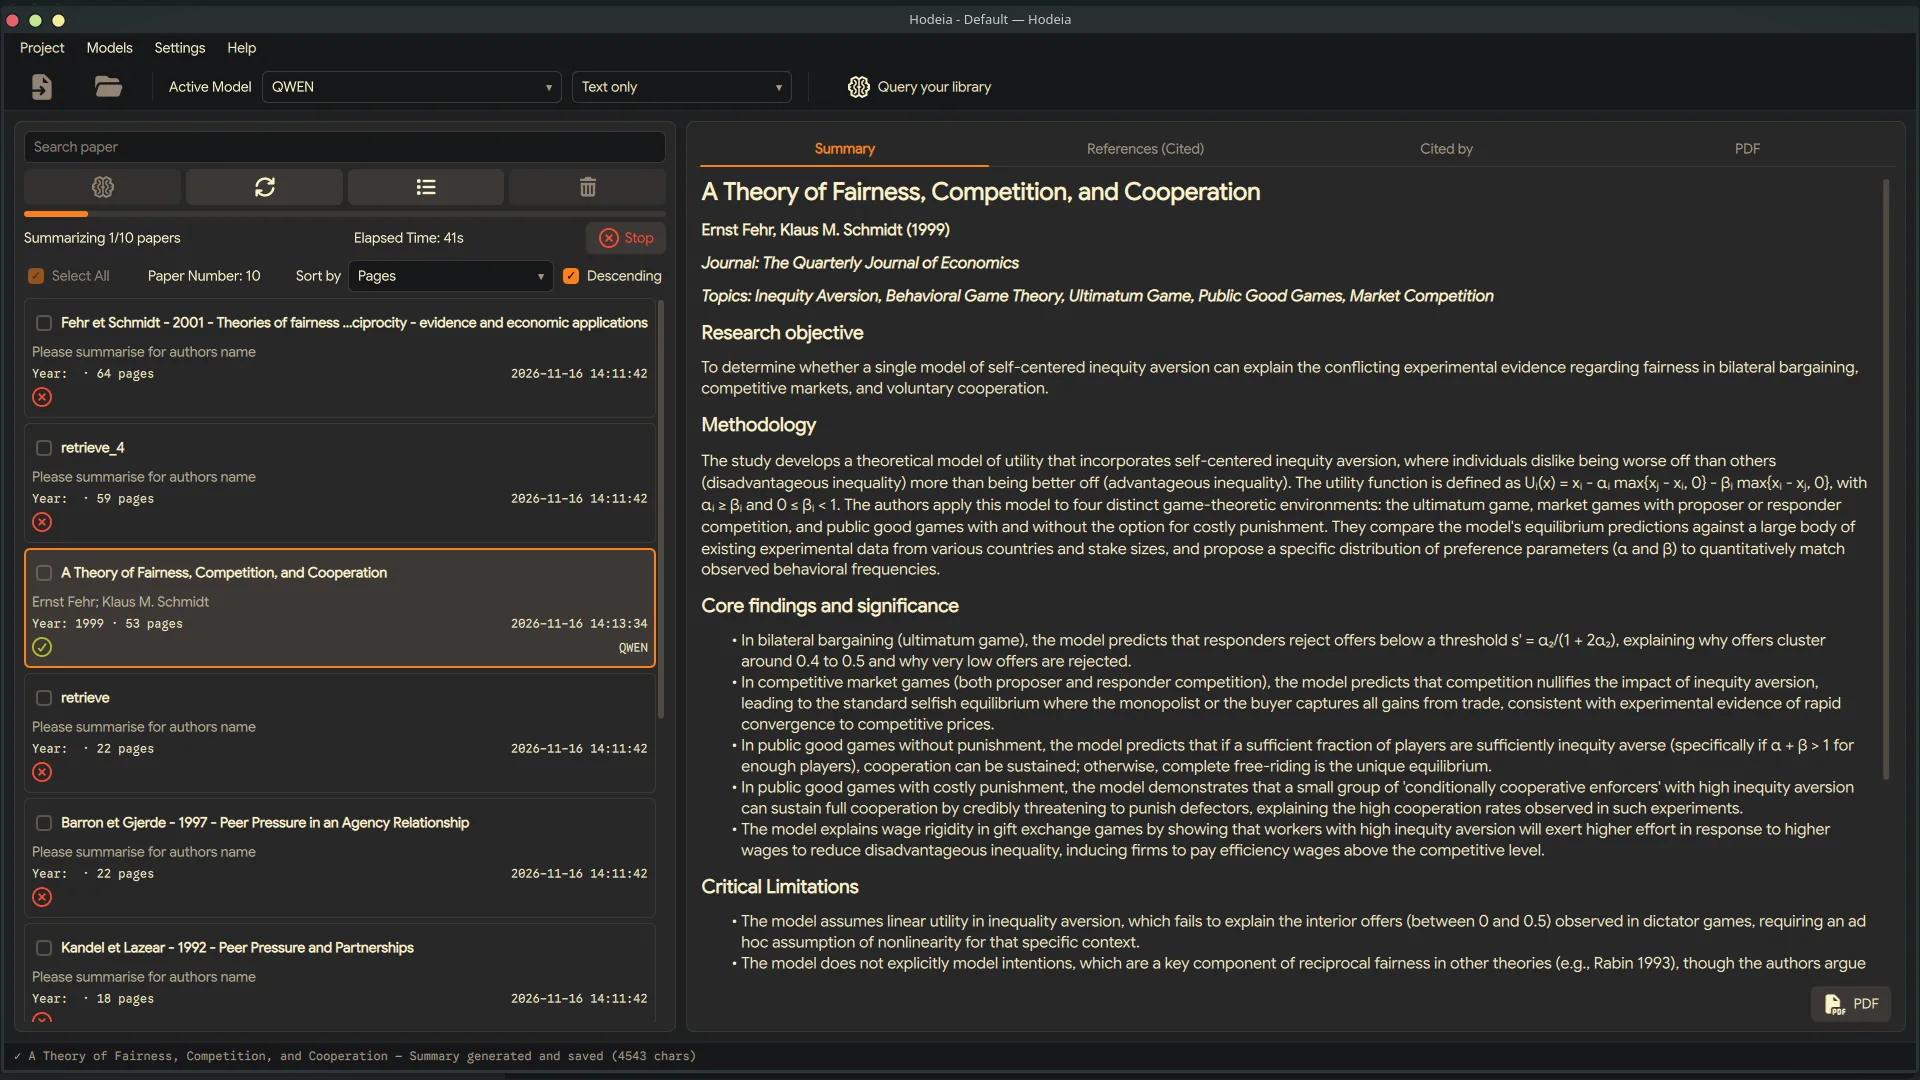 Hodeia - Default — Hodeia
Project Models Settings Help
Active Model QWEN Text only Query your library
Search paper
Summarizing 1/10 papers Elapsed Time: 41s Stop
Select All Paper Number: 10 Sort by Pages Descending
Fehr et Schmidt - 2001 - Theories of fairness ...ciprocity - evidence and economic applications
Please summarise for authors name
Year: · 64 pages 2026-11-16 14:11:42
retrieve_4
Please summarise for authors name
Year: · 59 pages 2026-11-16 14:11:42
A Theory of Fairness, Competition, and Cooperation
Ernst Fehr; Klaus M. Schmidt
Year: 1999 · 53 pages 2026-11-16 14:13:34
QWEN
retrieve
Please summarise for authors name
Year: · 22 pages 2026-11-16 14:11:42
Barron et Gjerde - 1997 - Peer Pressure in an Agency Relationship
Please summarise for authors name
Year: · 22 pages 2026-11-16 14:11:42
Kandel et Lazear - 1992 - Peer Pressure and Partnerships
Please summarise for authors name
Year: · 18 pages 2026-11-16 14:11:42
Summary References (Cited) Cited by PDF
A Theory of Fairness, Competition, and Cooperation
Ernst Fehr, Klaus M. Schmidt (1999)
Journal: The Quarterly Journal of Economics
Topics: Inequity Aversion, Behavioral Game Theory, Ultimatum Game, Public Good Games, Market Competition
Research objective
To determine whether a single model of self-centered inequity aversion can explain the conflicting experimental evidence regarding fairness in bilateral bargaining,
competitive markets, and voluntary cooperation.
Methodology
The study develops a theoretical model of utility that incorporates self-centered inequity aversion, where individuals dislike being worse off than others
(disadvantageous inequality) more than being better off (advantageous inequality). The utility function is defined as Uᵢ(x) = xᵢ - αᵢ max{xⱼ - xᵢ, 0} - βᵢ max{xᵢ - xⱼ, 0}, with
αᵢ ≥ βᵢ and 0 ≤ βᵢ < 1. The authors apply this model to four distinct game-theoretic environments: the ultimatum game, market games with proposer or responder
competition, and public good games with and without the option for costly punishment. They compare the model's equilibrium predictions against a large body of
existing experimental data from various countries and stake sizes, and propose a specific distribution of preference parameters (α and β) to quantitatively match
observed behavioral frequencies.
Core findings and significance
• In bilateral bargaining (ultimatum game), the model predicts that responders reject offers below a threshold s' = α₂/(1 + 2α₂), explaining why offers cluster
around 0.4 to 0.5 and why very low offers are rejected.
• In competitive market games (both proposer and responder competition), the model predicts that competition nullifies the impact of inequity aversion,
leading to the standard selfish equilibrium where the monopolist or the buyer captures all gains from trade, consistent with experimental evidence of rapid
convergence to competitive prices.
• In public good games without punishment, the model predicts that if a sufficient fraction of players are sufficiently inequity averse (specifically if α + β > 1 for
enough players), cooperation can be sustained; otherwise, complete free-riding is the unique equilibrium.
• In public good games with costly punishment, the model demonstrates that a small group of 'conditionally cooperative enforcers' with high inequity aversion
can sustain full cooperation by credibly threatening to punish defectors, explaining the high cooperation rates observed in such experiments.
• The model explains wage rigidity in gift exchange games by showing that workers with high inequity aversion will exert higher effort in response to higher
wages to reduce disadvantageous inequality, inducing firms to pay efficiency wages above the competitive level.
Critical Limitations
• The model assumes linear utility in inequality aversion, which fails to explain the interior offers (between 0 and 0.5) observed in dictator games, requiring an ad
hoc assumption of nonlinearity for that specific context.
• The model does not explicitly model intentions, which are a key component of reciprocal fairness in other theories (e.g., Rabin 1993), though the authors argue
PDF
✓ A Theory of Fairness, Competition, and Cooperation — Summary generated and saved (4543 chars)